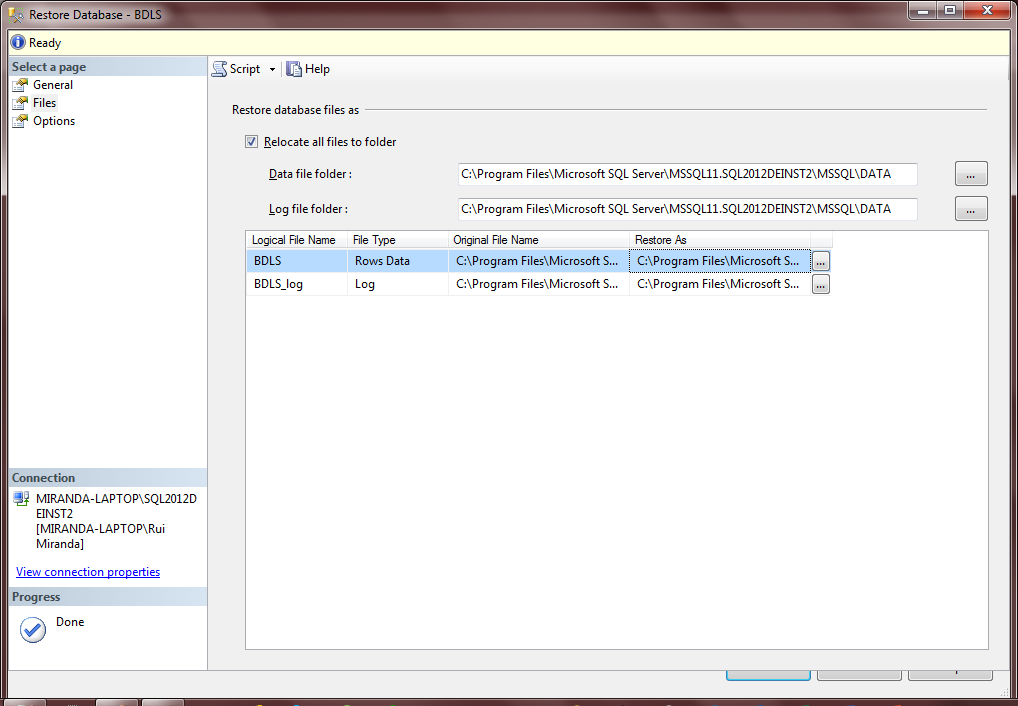 Restore Database - BDLS
Ready
Select a page
General
Files
Options
Script
Help
Restore database files as
Relocate all files to folder
Data file folder :
C:\Program Files\Microsoft SQL Server\MSSQL11.SQL2012DEINST2\MSSQL\DATA
...
Log file folder :
C:\Program Files\Microsoft SQL Server\MSSQL11.SQL2012DEINST2\MSSQL\DATA
...
Logical File Name File Type Original File Name Restore As
BDLS Rows Data C:\Program Files\Microsoft S... C:\Program Files\Microsoft S... ...
BDLS_log Log C:\Program Files\Microsoft S... C:\Program Files\Microsoft S... ...
Connection
MIRANDA-LAPTOP\SQL2012D
EINST2
[MIRANDA-LAPTOP\Rui
Miranda]
View connection properties
Progress
Done